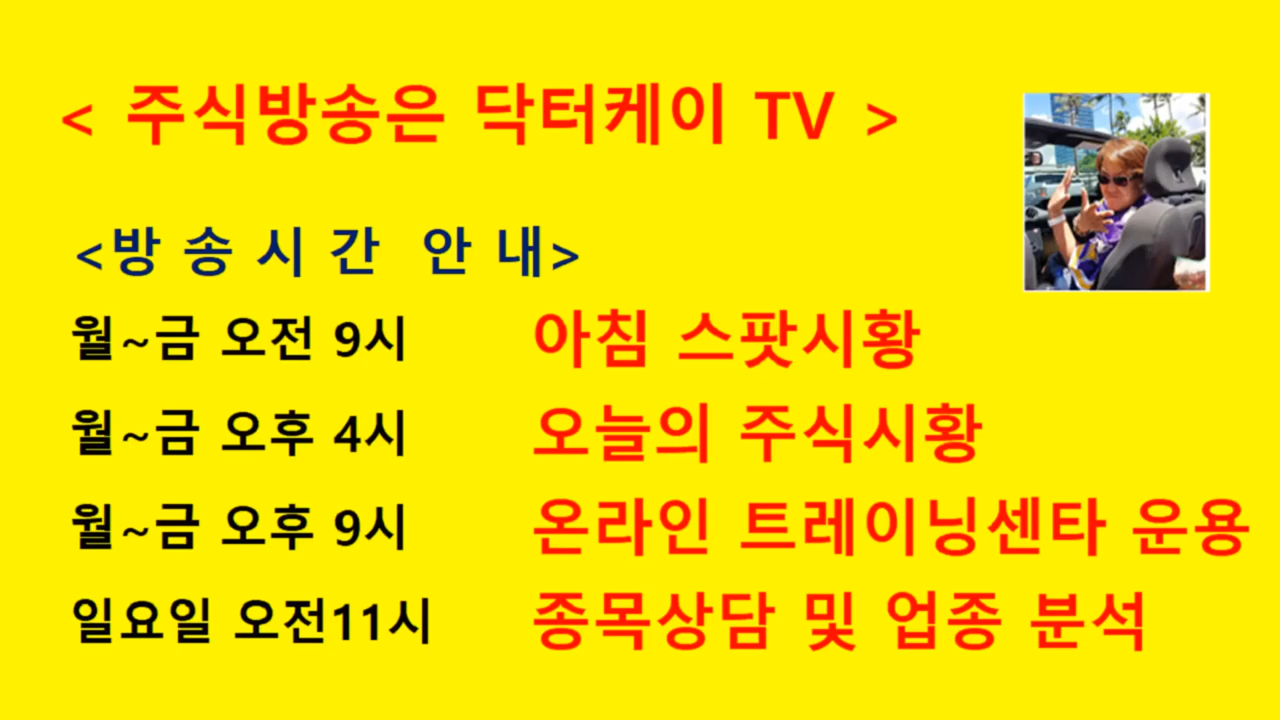 < 주식방송은 닥터케이 TV >
<방 송 시 간 안 내>
월~금 오전 9시 아침 스팟시황
월~금 오후 4시 오늘의 주식시황
월~금 오후 9시 온라인 트레이닝센타 운용
일요일 오전11시 종목상담 및 업종 분석